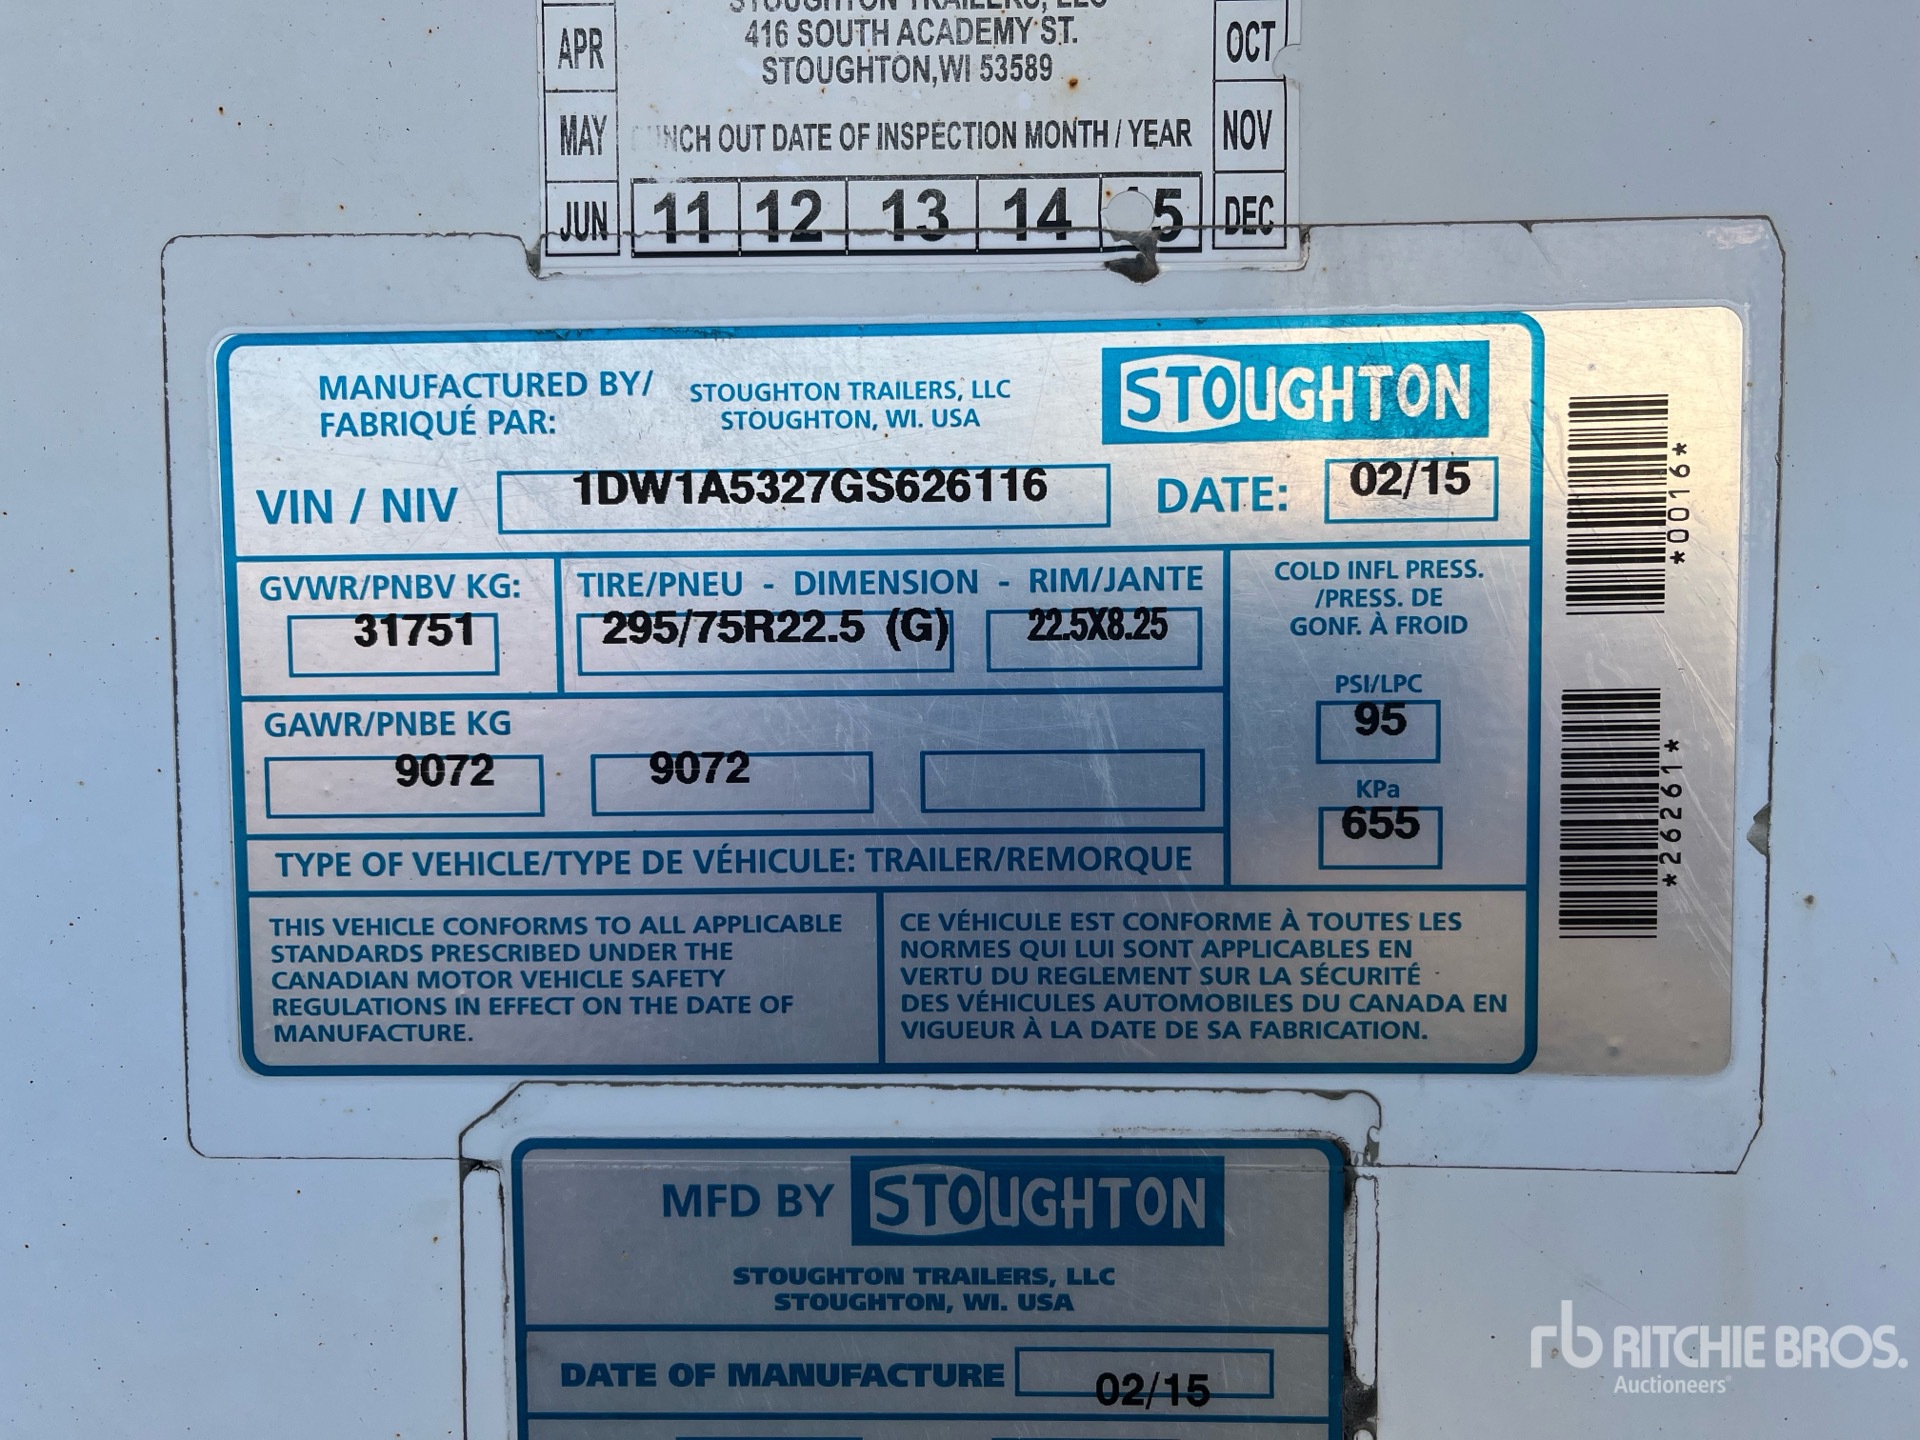 STOUGHTON TRAILERS, LLC
416 SOUTH ACADEMY ST.
STOUGHTON, WI 53589
APR
MAY
JUN
OCT
NOV
DEC
PUNCH OUT DATE OF INSPECTION MONTH / YEAR
11 12 13 14 15
MANUFACTURED BY/
FABRIQUÉ PAR:
STOUGHTON TRAILERS, LLC
STOUGHTON, WI. USA
STOUGHTON
VIN / NIV 1DW1A5327GS626116 DATE: 02/15
GVWR/PNBV KG:
31751
TIRE/PNEU - DIMENSION - RIM/JANTE
295/75R22.5 (G) 22.5X8.25
COLD INFL PRESS.
/PRESS. DE
GONF. À FROID
PSI/LPC
95
KPa
655
GAWR/PNBE KG
9072 9072
TYPE OF VEHICLE/TYPE DE VÉHICULE: TRAILER/REMORQUE
THIS VEHICLE CONFORMS TO ALL APPLICABLE
STANDARDS PRESCRIBED UNDER THE
CANADIAN MOTOR VEHICLE SAFETY
REGULATIONS IN EFFECT ON THE DATE OF
MANUFACTURE.
CE VÉHICULE EST CONFORME À TOUTES LES
NORMES QUI LUI SONT APPLICABLES EN
VERTU DU REGLEMENT SUR LA SÉCURITÉ
DES VÉHICULES AUTOMOBILES DU CANADA EN
VIGUEUR À LA DATE DE SA FABRICATION.
*0016*
*26261*
MFD BY STOUGHTON
STOUGHTON TRAILERS, LLC
STOUGHTON, WI. USA
DATE OF MANUFACTURE 02/15
rb RITCHIE BROS.
Auctioneers